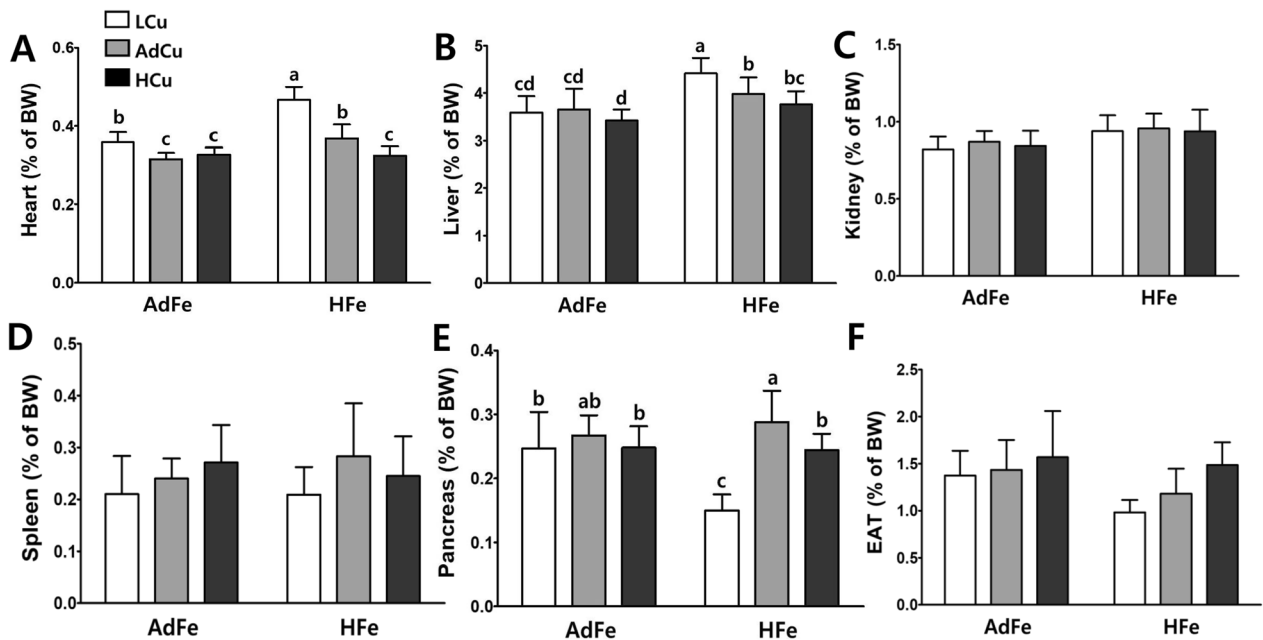 LCu
AdCu
HCu
A
Heart (% of BW)
0.6
0.4
0.2
0.0
b
c
c
a
b
c
AdFe
HFe
B
Liver (% of BW)
5
4
3
2
1
0
cd
cd
d
a
b
bc
AdFe
HFe
C
Kidney (% of BW)
1.5
1.0
0.5
0.0
AdFe
HFe
D
Spleen (% of BW)
0.5
0.4
0.3
0.2
0.1
0.0
AdFe
HFe
E
Pancreas (% of BW)
0.4
0.3
0.2
0.1
0.0
b
ab
b
c
a
b
AdFe
HFe
F
EAT (% of BW)
2.5
2.0
1.5
1.0
0.5
0.0
AdFe
HFe